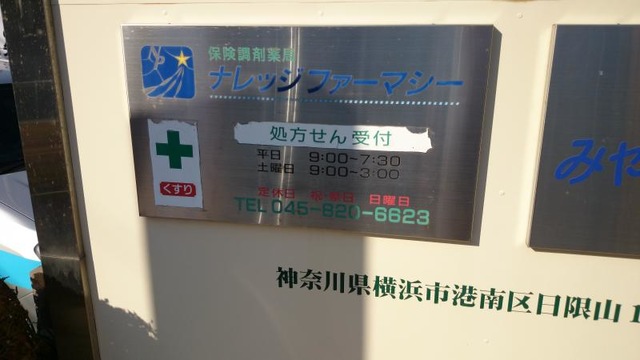 保険調剤薬局
ナレッジファーマシー
処方せん受付
平日 9:00-7:30
土曜日 9:00-3:00
くすり
定休日 日曜日
TEL 045-820-6623
みや
神奈川県横浜市港南区日限山1